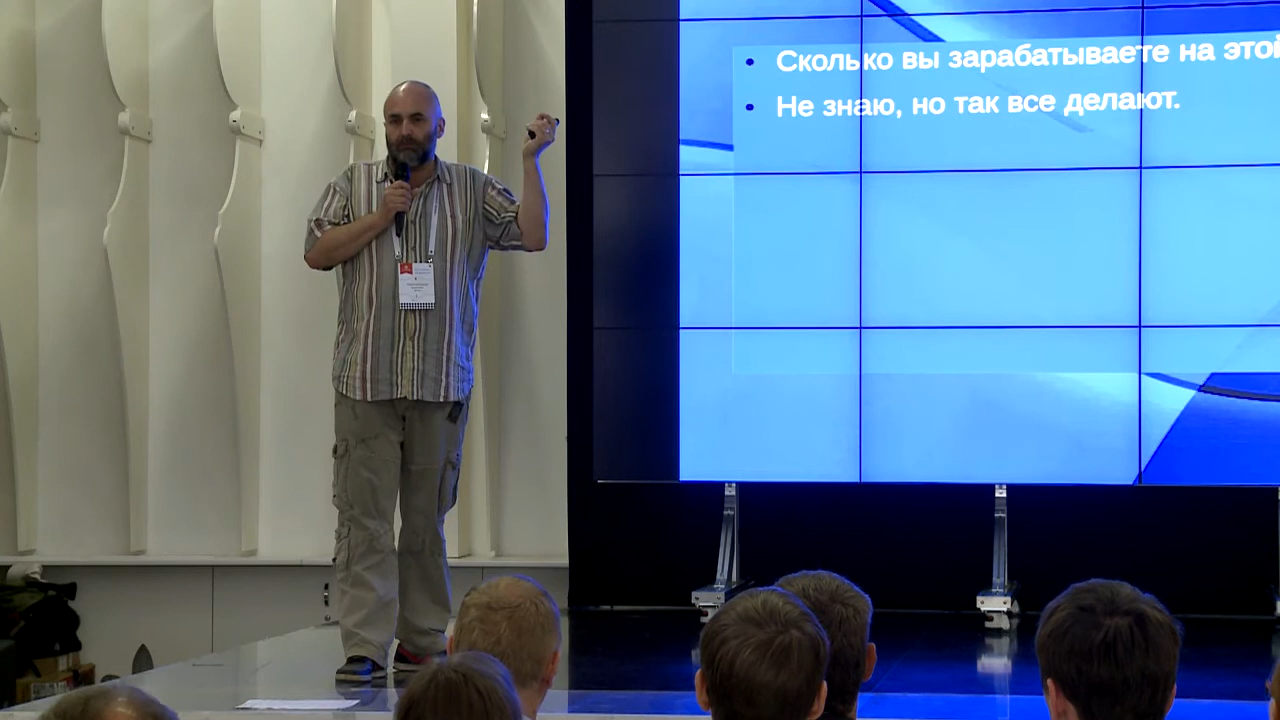 Сколько вы зарабатываете на этой
Не знаю, но так все делают.